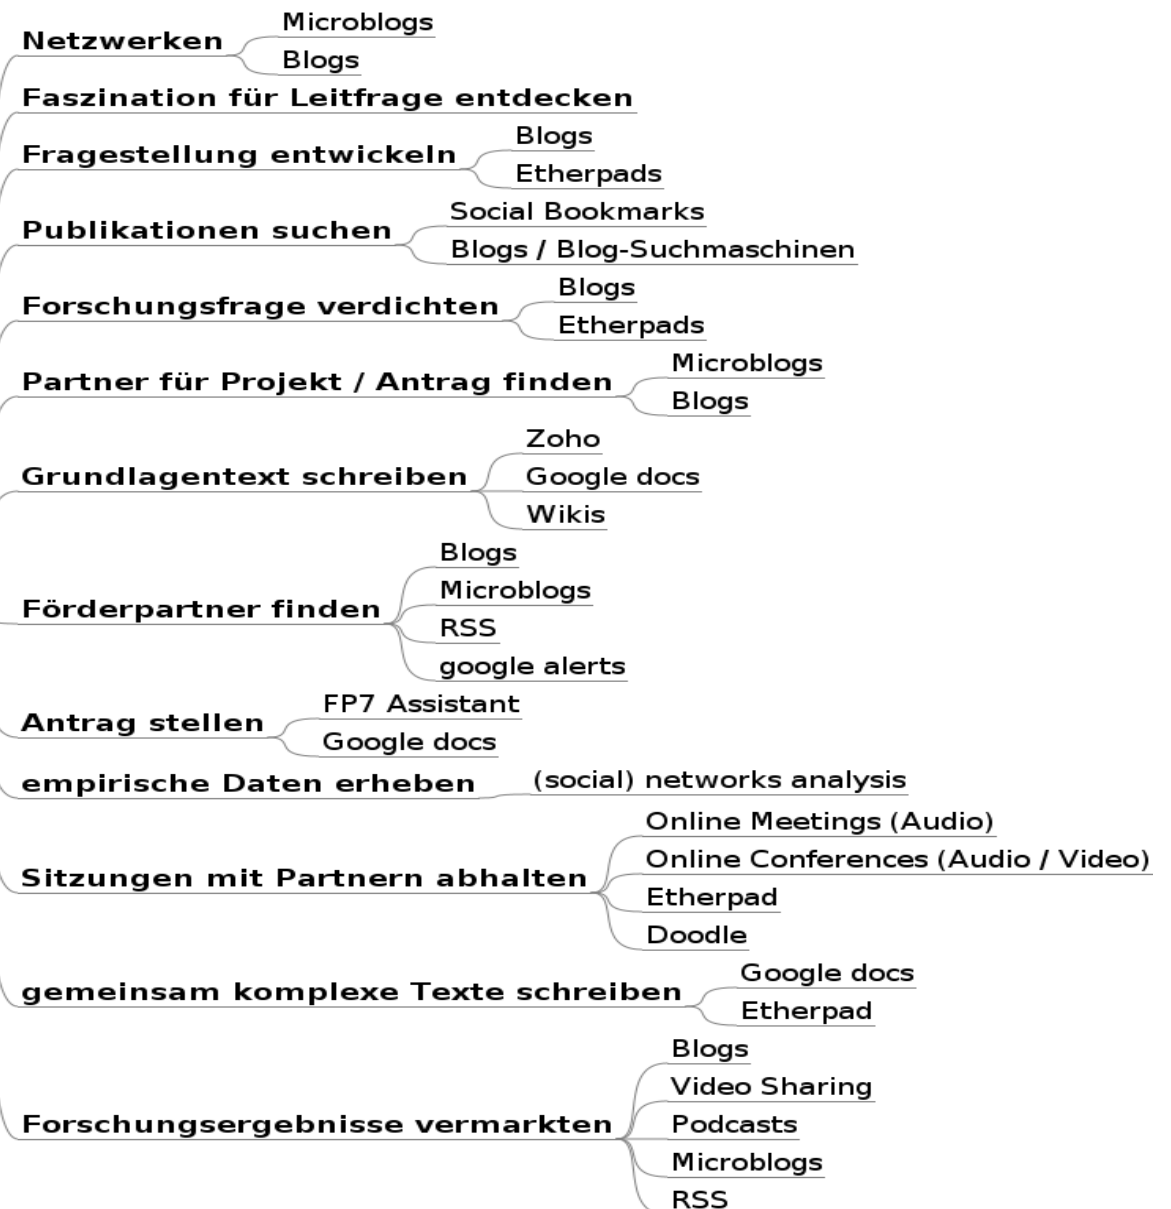 Netzwerken
Microblogs
Blogs
Faszination für Leitfrage entdecken
Fragestellung entwickeln
Blogs
Etherpads
Publikationen suchen
Social Bookmarks
Blogs / Blog-Suchmaschinen
Forschungsfrage verdichten
Blogs
Etherpads
Partner für Projekt / Antrag finden
Microblogs
Blogs
Grundlagentext schreiben
Zoho
Google docs
Wikis
Förderpartner finden
Blogs
Microblogs
RSS
google alerts
Antrag stellen
FP7 Assistant
Google docs
empirische Daten erheben
(social) networks analysis
Sitzungen mit Partnern abhalten
Online Meetings (Audio)
Online Conferences (Audio / Video)
Etherpad
Doodle
gemeinsam komplexe Texte schreiben
Google docs
Etherpad
Forschungsergebnisse vermarkten
Blogs
Video Sharing
Podcasts
Microblogs
RSS